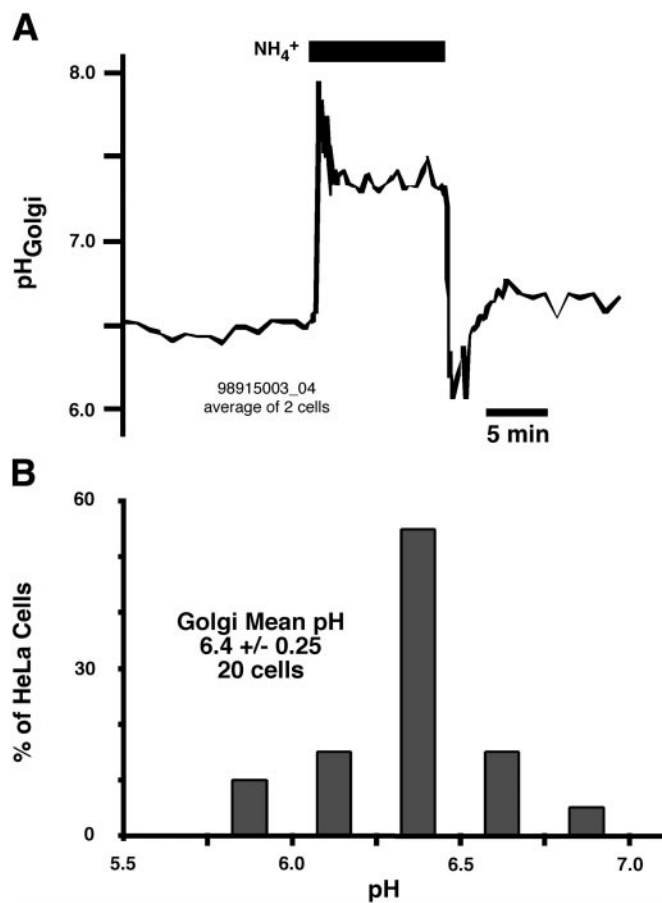 A
NH4+
8.0
7.0
6.0
pHGolgi
98915003_04
average of 2 cells
5 min
B
60
30
0
% of HeLa Cells
Golgi Mean pH
6.4 +/- 0.25
20 cells
5.5 6.0 6.5 7.0
pH